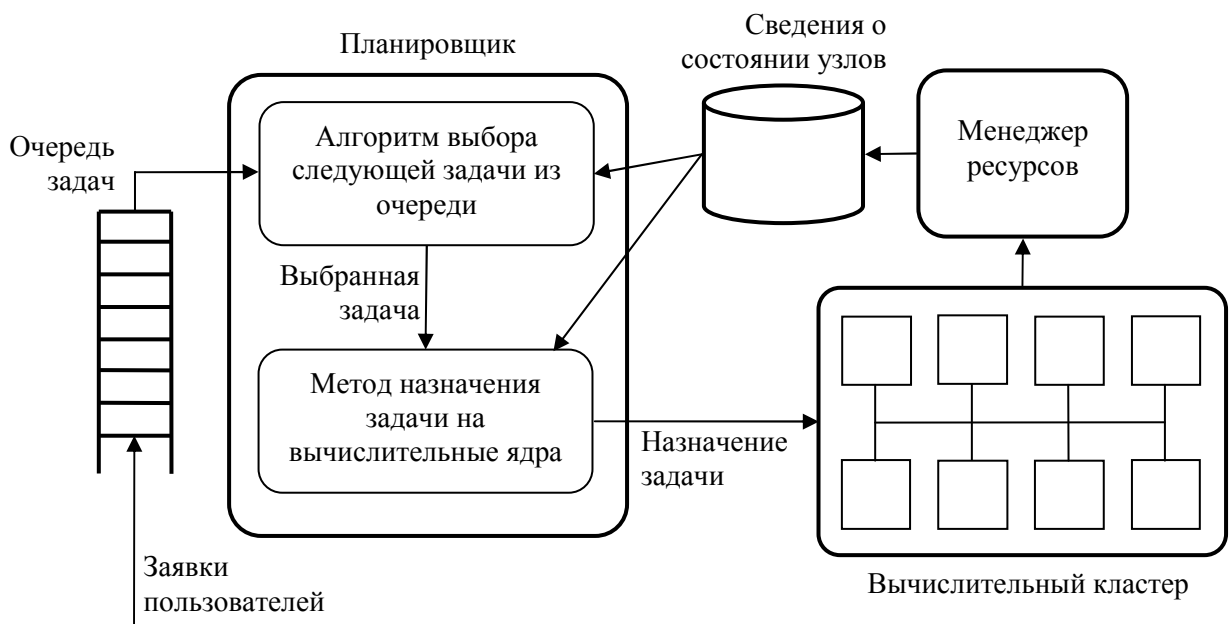 Планировщик
Сведения о
состоянии узлов
Очередь
задач
Алгоритм выбора
следующей задачи из
очереди
Менеджер
ресурсов
Выбранная
задача
Метод назначения
задачи на
вычислительные ядра
Назначение
задачи
Заявки
пользователей
Вычислительный кластер